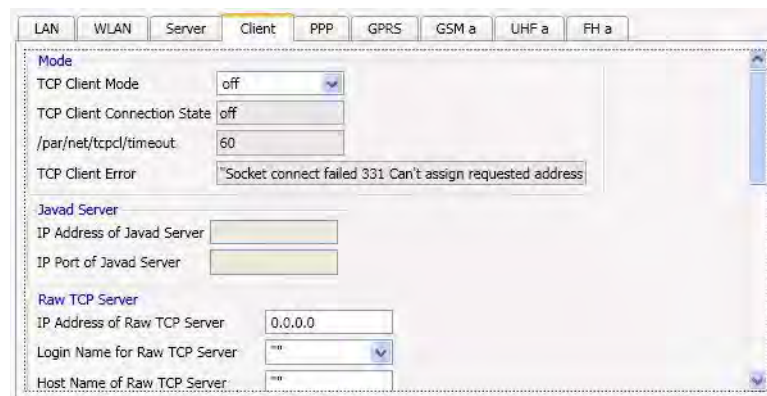 LAN WLAN Server Client PPP GPRS GSM a UHF a FH a
Mode
TCP Client Mode off
TCP Client Connection State off
/par/net/tcpcl/timeout 60
TCP Client Error "Socket connect failed 331 Can't assign requested address
Javad Server
IP Address of Javad Server
IP Port of Javad Server
Raw TCP Server
IP Address of Raw TCP Server 0.0.0.0
Login Name for Raw TCP Server ""
Host Name of Raw TCP Server ""